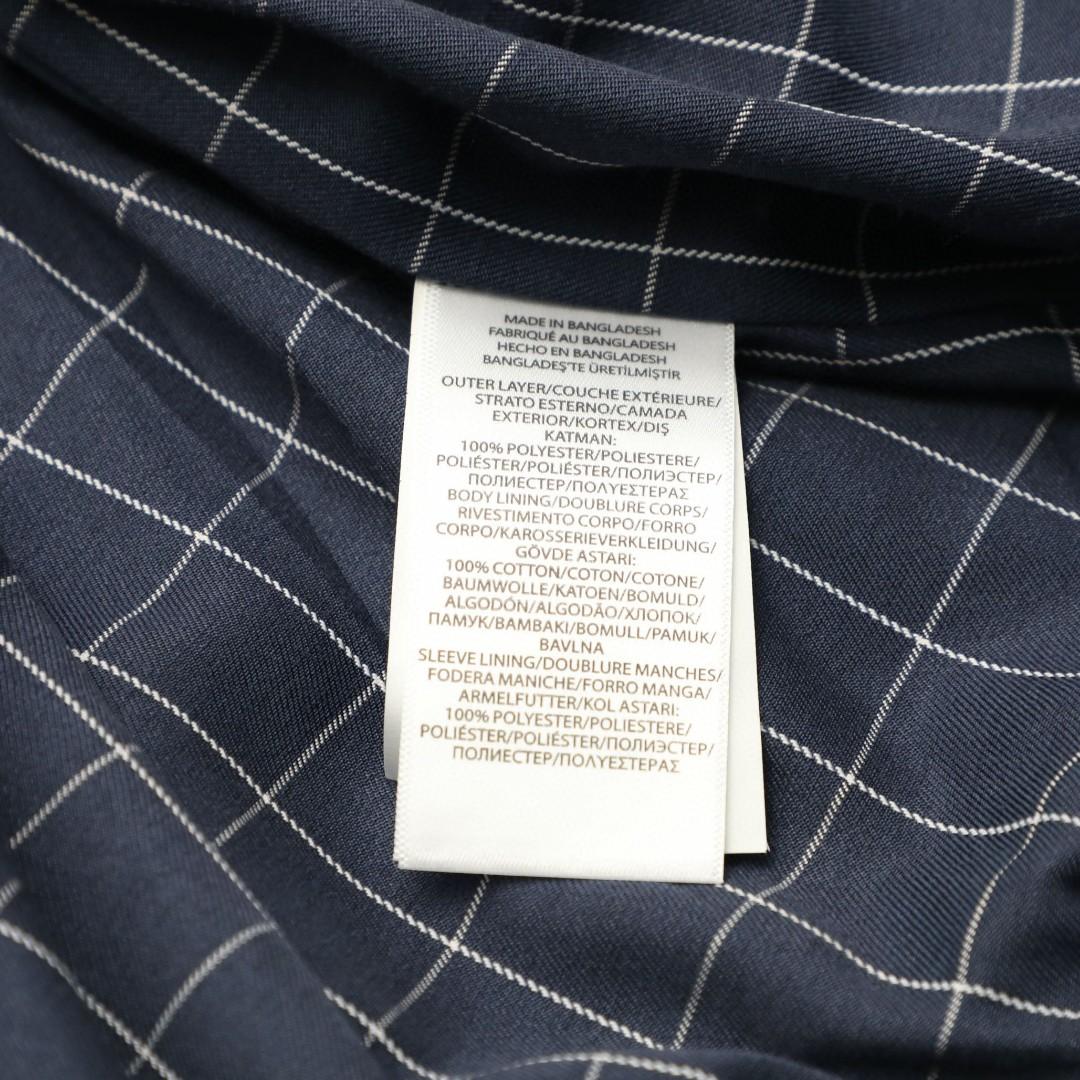 MADE IN BANGLADESH
FABRIQUÉ AU BANGLADESH
HECHO EN BANGLADESH
BANGLADEŞ'TE ÜRETİLMİŞTİR
OUTER LAYER/COUCHE EXTÉRIEURE/
STRATO ESTERNO/CAMADA
EXTERIOR/KORTEX/DIŞ
KATMAN:
100% POLYESTER/POLIESTERE/
POLIÉSTER/POLIÉSTER/ПОЛИЭСТЕР/
ПОЛИЕСТЕР/ΠΟΛΥΕΣΤΕΡΑΣ
BODY LINING/DOUBLURE CORPS/
RIVESTIMENTO CORPO/FORRO
CORPO/KAROSSERIEVERKLEIDUNG/
GÖVDE ASTARI:
100% COTTON/COTON/COTONE/
BAUMWOLLE/KATOEN/BOMULD/
ALGODÓN/ALGODÃO/ХЛОПОК/
ПАМУК/BAMBAKI/BOMULL/PAMUK/
BAVLNA
SLEEVE LINING/DOUBLURE MANCHES/
FODERA MANICHE/FORRO MANGA/
ARMELFUTTER/KOL ASTARI:
100% POLYESTER/POLIESTERE/
POLIÉSTER/POLIÉSTER/ПОЛИЭСТЕР/
ПОЛИЕСТЕР/ΠΟΛΥΕΣΤΕΡΑΣ